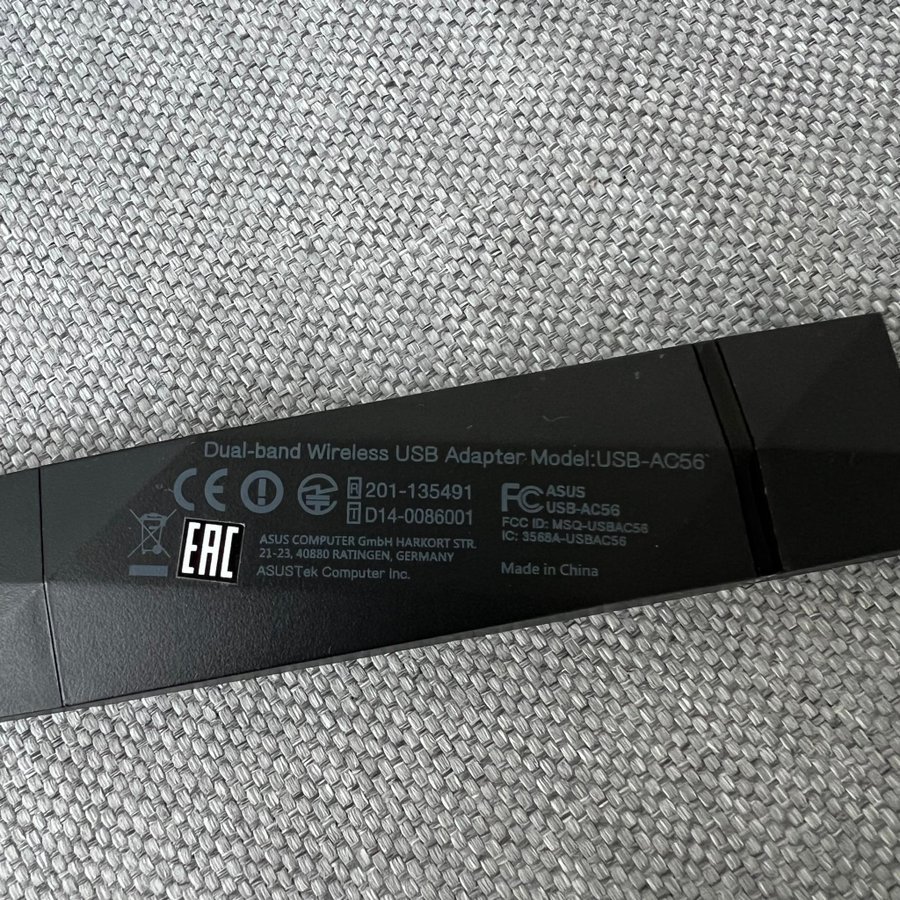 Dual-band Wireless USB Adapter Model:USB-AC56
CE
R 201-135491
T D14-0086001
FC ASUS
USB-AC56
FCC ID: MSQ-USBAC56
IC: 3568A-USBAC56
EAC
ASUS COMPUTER GmbH HARKORT STR.
21-23, 40880 RATINGEN, GERMANY
ASUSTek Computer Inc.
Made in China